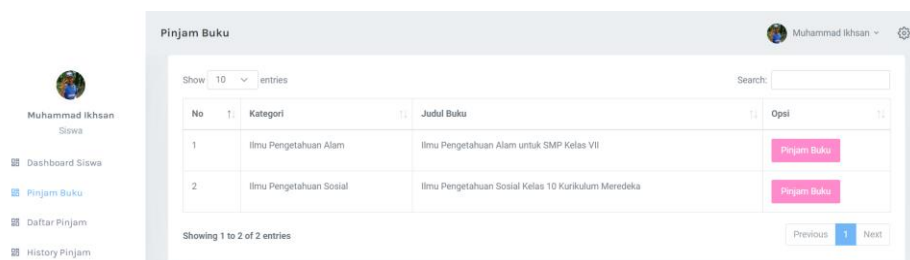 Pinjam Buku
Muhammad Ikhsan
Muhammad Ikhsan
Siswa
Dashboard Siswa
Pinjam Buku
Daftar Pinjam
History Pinjam
Show 10 entries
Search:
No Kategori Judul Buku Opsi
1 Ilmu Pengetahuan Alam Ilmu Pengetahuan Alam untuk SMP Kelas VII Pinjam Buku
2 Ilmu Pengetahuan Sosial Ilmu Pengetahuan Sosial Kelas 10 Kurikulum Meredeka Pinjam Buku
Showing 1 to 2 of 2 entries
Previous 1 Next